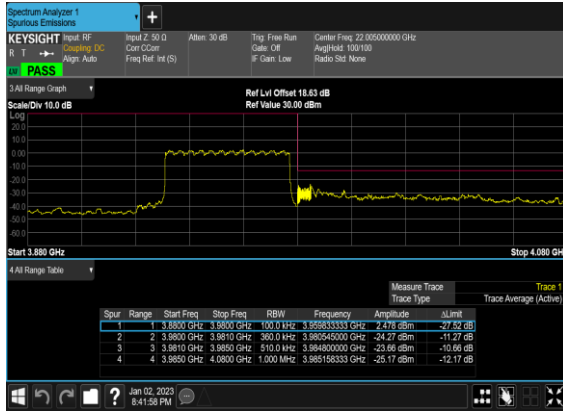 Spectrum Analyzer 1
Spurious Emissions
+
KEYSIGHT Input: RF Input Z: 50 Ω Atten: 30 dB Trig: Free Run Center Freq: 22.005000000 GHz
R T Coupling: DC Corr CCorr Gate: Off Avg|Hold: 100/100
Align: Auto Freq Ref: Int (S) IF Gain: Low Radio Std: None
PASS
3 All Range Graph
Ref Lvl Offset 18.63 dB
Scale/Div 10.0 dB Ref Value 30.00 dBm
Log
20.0
10.0
0.00
-10.0
-20.0
-30.0
-40.0
-50.0
-60.0
Start 3.880 GHz Stop 4.080 GH
4 All Range Table
Measure Trace Trace 1
Trace Type Trace Average (Active)
Spur Range Start Freq Stop Freq RBW Frequency Amplitude ΔLimit
1 1 3.8800 GHz 3.9800 GHz 100.0 kHz 3.959833333 GHz 2.478 dBm -27.52 dB
2 2 3.9800 GHz 3.9810 GHz 360.0 kHz 3.980545000 GHz -24.27 dBm -11.27 dB
3 3 3.9810 GHz 3.9850 GHz 510.0 kHz 3.984800000 GHz -23.66 dBm -10.66 dB
4 4 3.9850 GHz 4.0800 GHz 1.000 MHz 3.985158333 GHz -25.17 dBm -12.17 dB
? Jan 02, 2023
8:41:58 PM